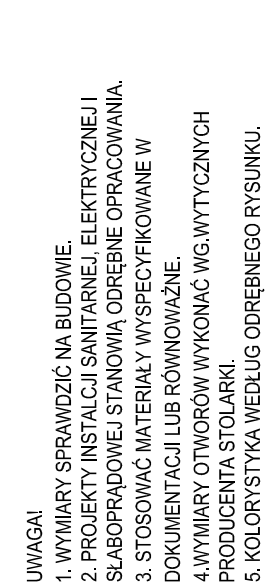 UWAGA!
1. WYMIARY SPRAWDZIĆ NA BUDOWIE.
2. PROJEKTY INSTALCJI SANITARNEJ, ELEKTRYCZNEJ I
SŁABOPRĄDOWEJ STANOWIĄ ODRĘBNE OPRACOWANIA.
3. STOSOWAĆ MATERIAŁY WYSPECYFIKOWANE W
DOKUMENTACJI LUB RÓWNOWAŻNE.
4.WYMIARY OTWORÓW WYKONAĆ WG.WYTYCZNYCH
PRODUCENTA STOLARKI.
5. KOLORYSTYKA WEDŁUG ODRĘBNEGO RYSUNKU.